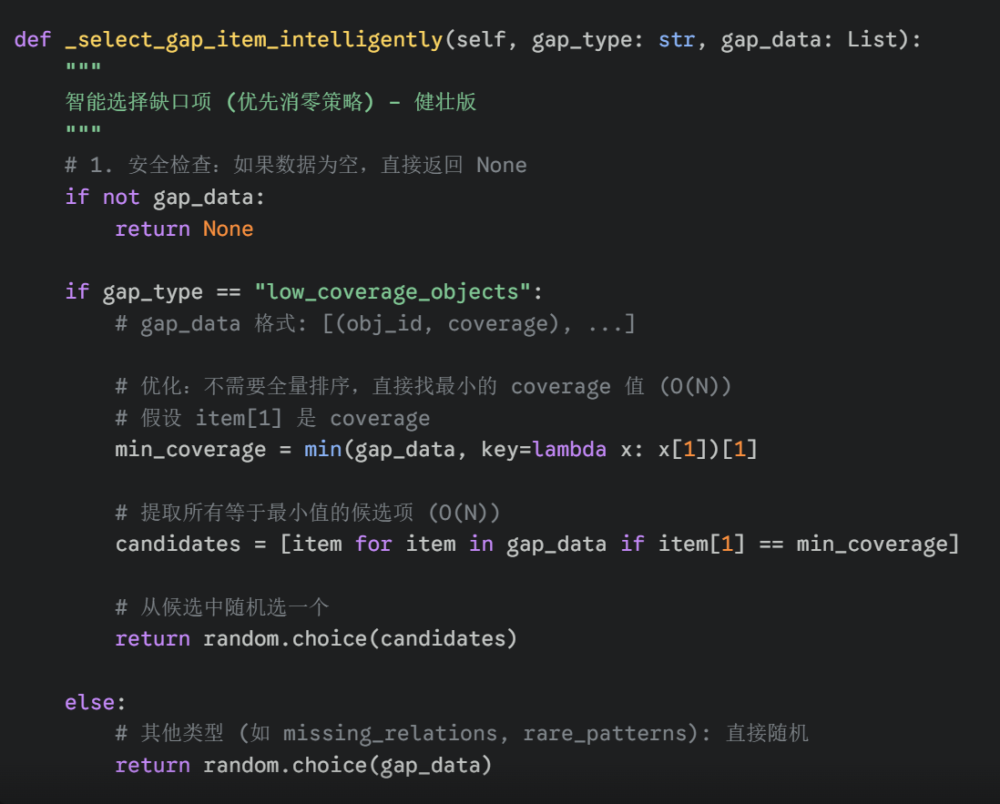 def _select_gap_item_intelligently(self, gap_type: str, gap_data: List):
    """
    智能选择缺口项 (优先消零策略) - 健壮版
    """
    # 1. 安全检查：如果数据为空，直接返回 None
    if not gap_data:
        return None

    if gap_type == "low_coverage_objects":
        # gap_data 格式: [(obj_id, coverage), ...]

        # 优化：不需要全量排序，直接找最小的 coverage 值 (O(N))
        # 假设 item[1] 是 coverage
        min_coverage = min(gap_data, key=lambda x: x[1])[1]

        # 提取所有等于最小值的候选项 (O(N))
        candidates = [item for item in gap_data if item[1] == min_coverage]

        # 从候选中随机选一个
        return random.choice(candidates)

    else:
        # 其他类型 (如 missing_relations, rare_patterns): 直接随机
        return random.choice(gap_data)